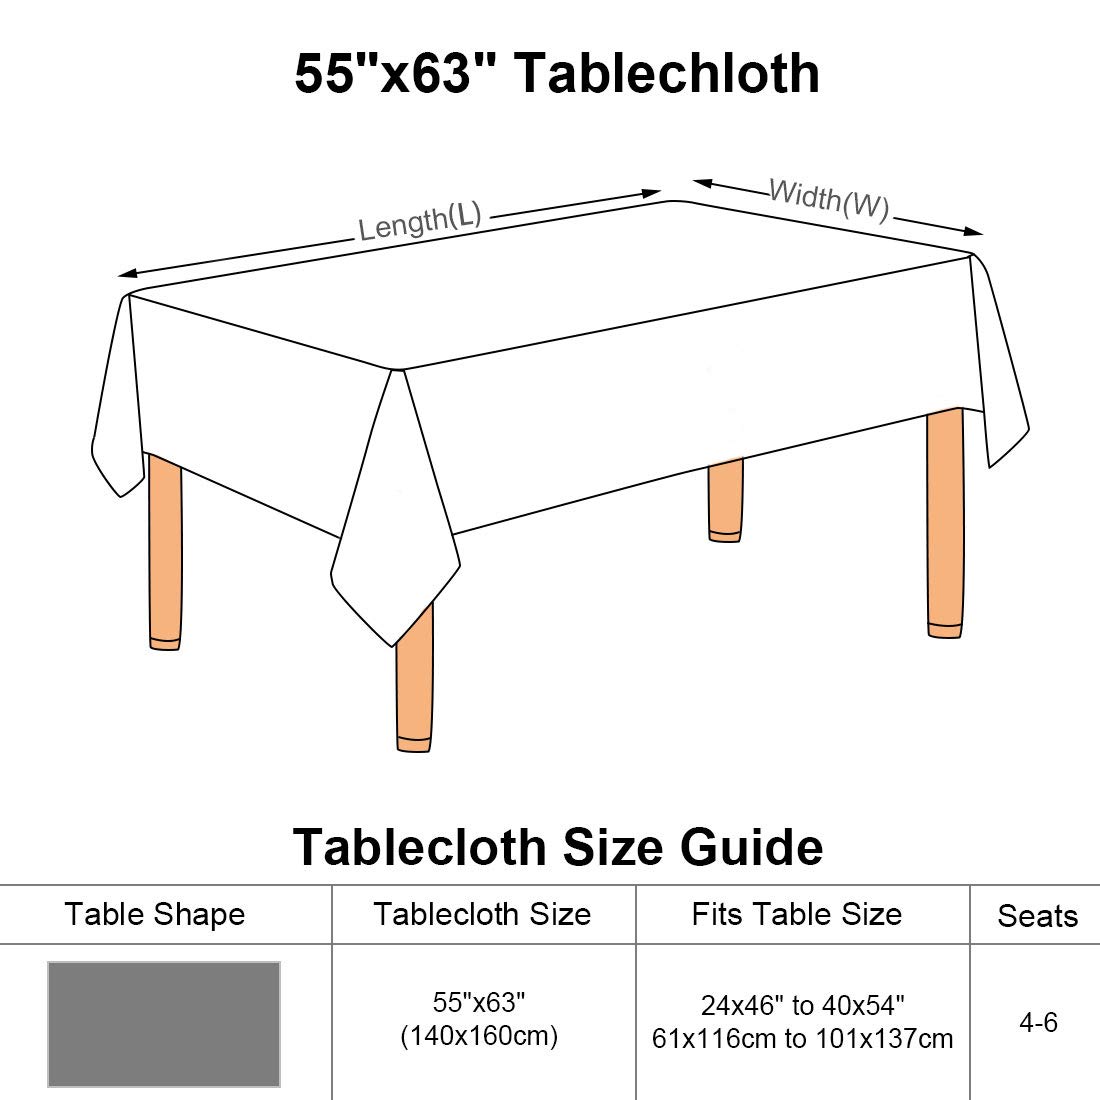 55"x63" Tablechloth
Length(L)
Width(W)
Tablecloth Size Guide
Table Shape
Tablecloth Size
Fits Table Size
Seats
55"x63"
(140x160cm)
24x46" to 40x54"
61x116cm to 101x137cm
4-6